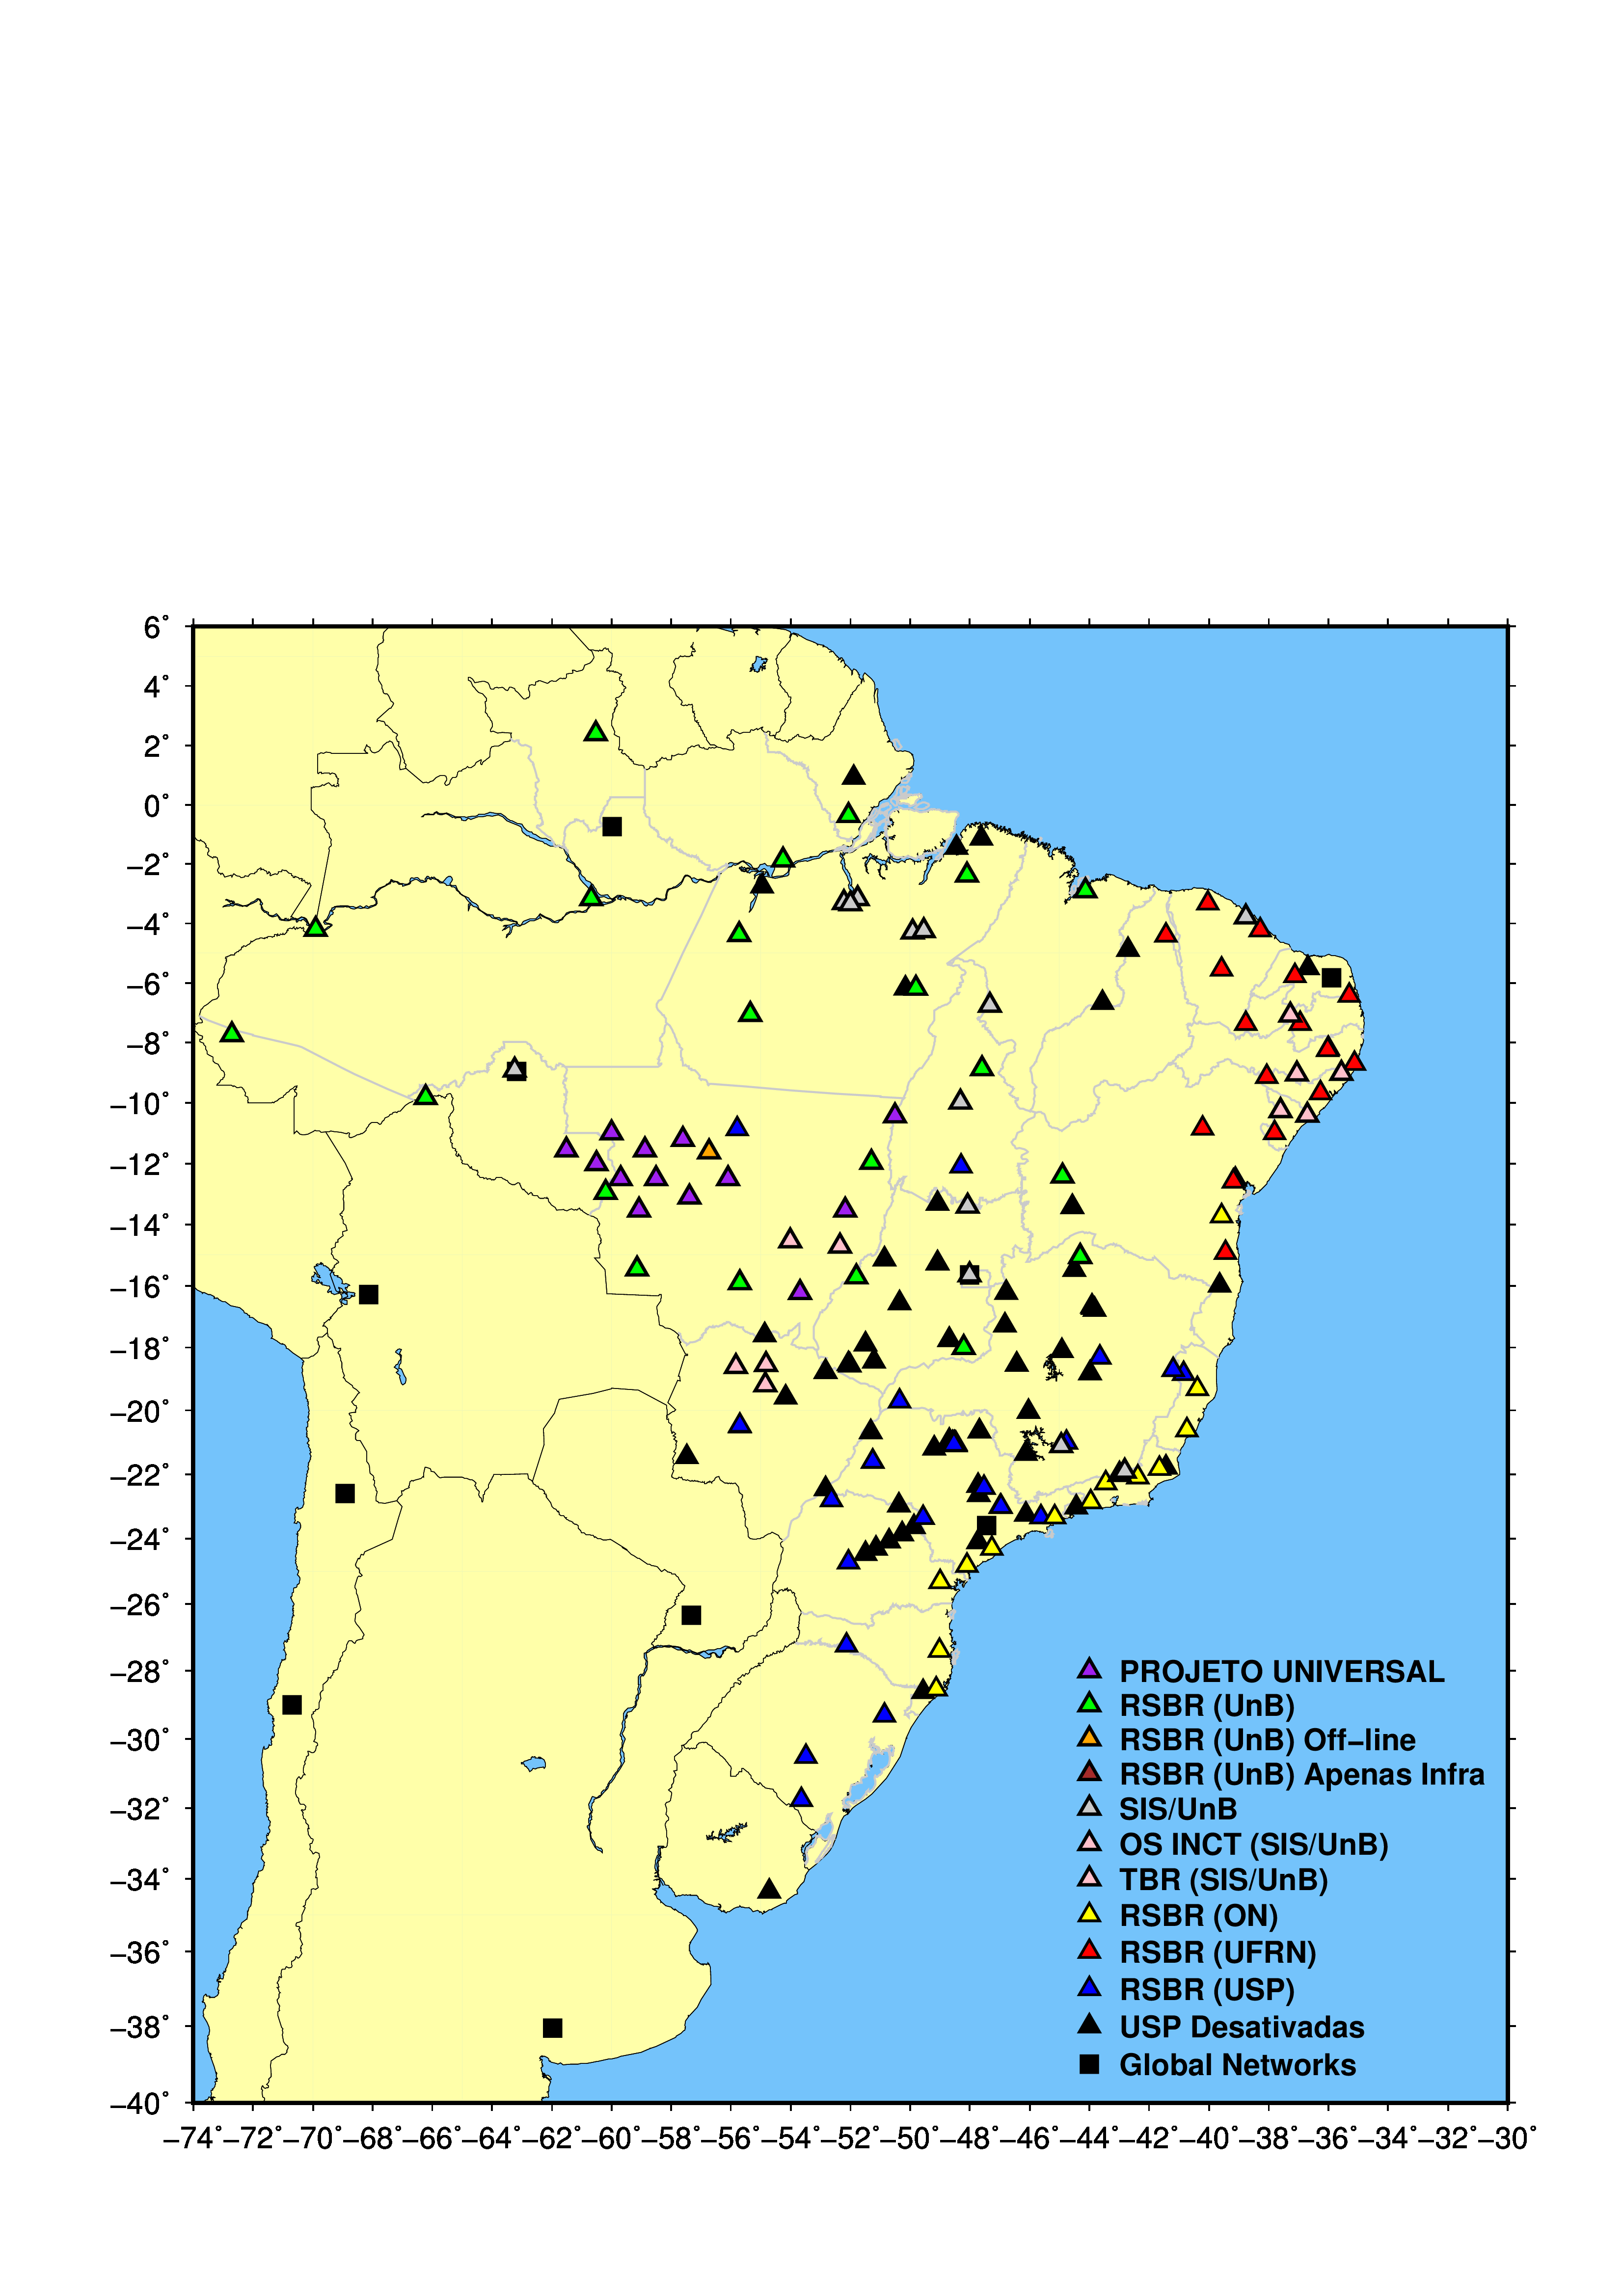 6°
4°
2°
0°
−2°
−4°
−6°
−8°
−10°
−12°
−14°
−16°
−18°
−20°
−22°
−24°
−26°
−28°
−30°
−32°
−34°
−36°
−38°
−40°
−74° −72° −70° −68° −66° −64° −62° −60° −58° −56° −54° −52° −50° −48° −46° −44° −42° −40° −38° −36° −34° −32° −30°
PROJETO UNIVERSAL
RSBR (UnB)
RSBR (UnB) Off−line
RSBR (UnB) Apenas Infra
SIS/UnB
OS INCT (SIS/UnB)
TBR (SIS/UnB)
RSBR (ON)
RSBR (UFRN)
RSBR (USP)
USP Desativadas
Global Networks